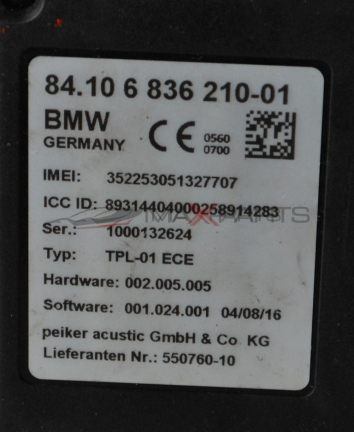 84.10 6 836 210-01
BMW
GERMANY
CE 0560
0700
IMEI: 352253051327707
ICC ID: 89314404000258914283
MAXPARTS
Ser.: 1000132624
Typ: TPL-01 ECE
Hardware: 002.005.005
Software: 001.024.001 04/08/16
peiker acustic GmbH & Co KG
Lieferanten Nr.: 550760-10